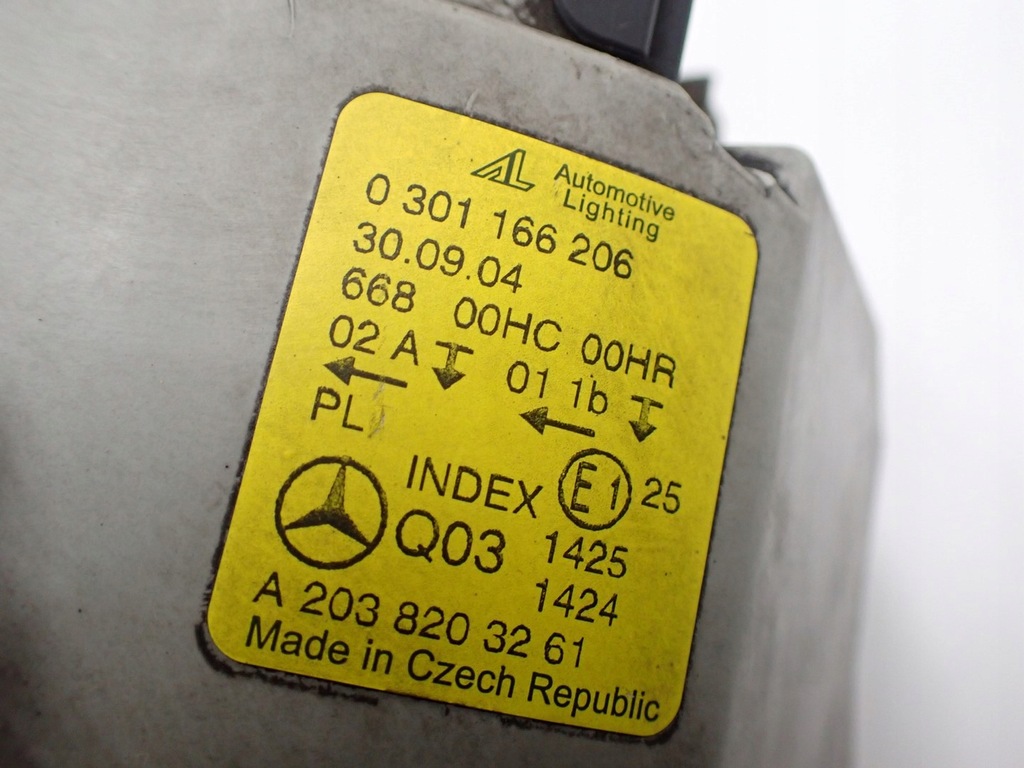 AL Automotive
Lighting
0 301 166 206
30.09.04
668 00HC 00HR
02 A 01 1b
PL
INDEX E1 25
Q03 1425
1424
A 203 820 32 61
Made in Czech Republic